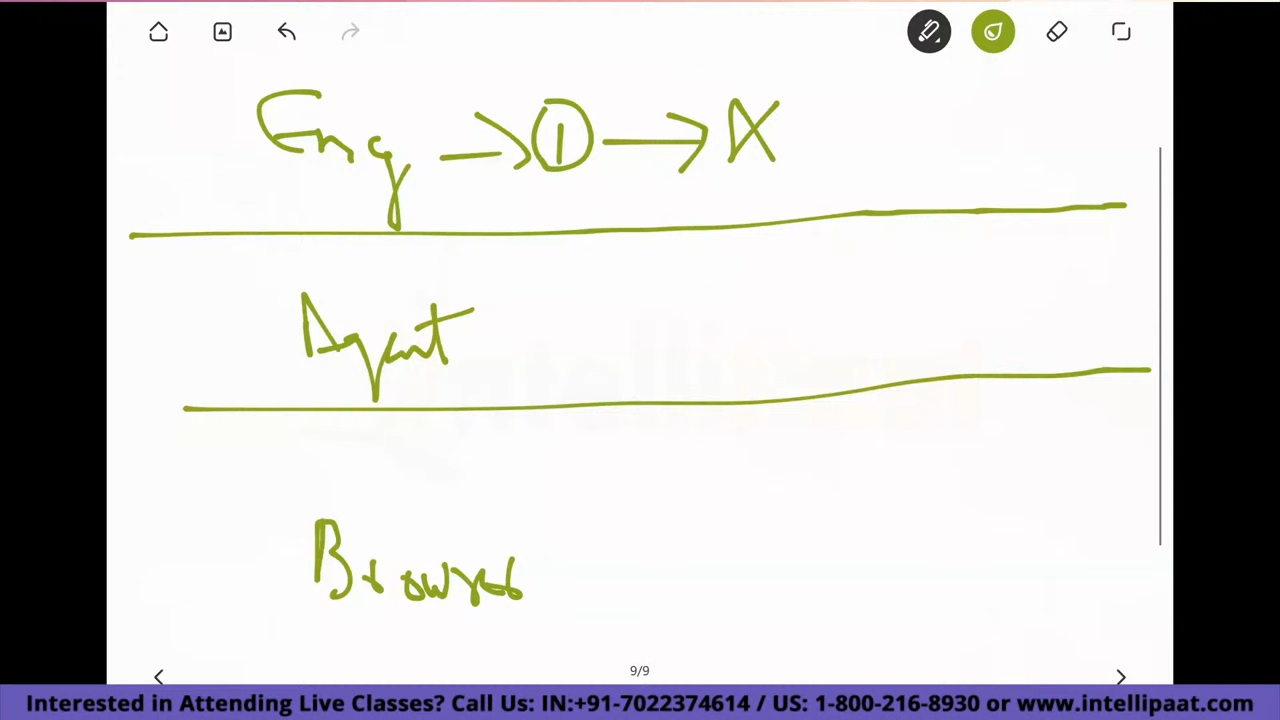 Enq → ① → X
Agent
Browser
9/9
Interested in Attending Live Classes? Call Us: IN:+91-7022374614 / US: 1-800-216-8930 or www.intellipaat.com